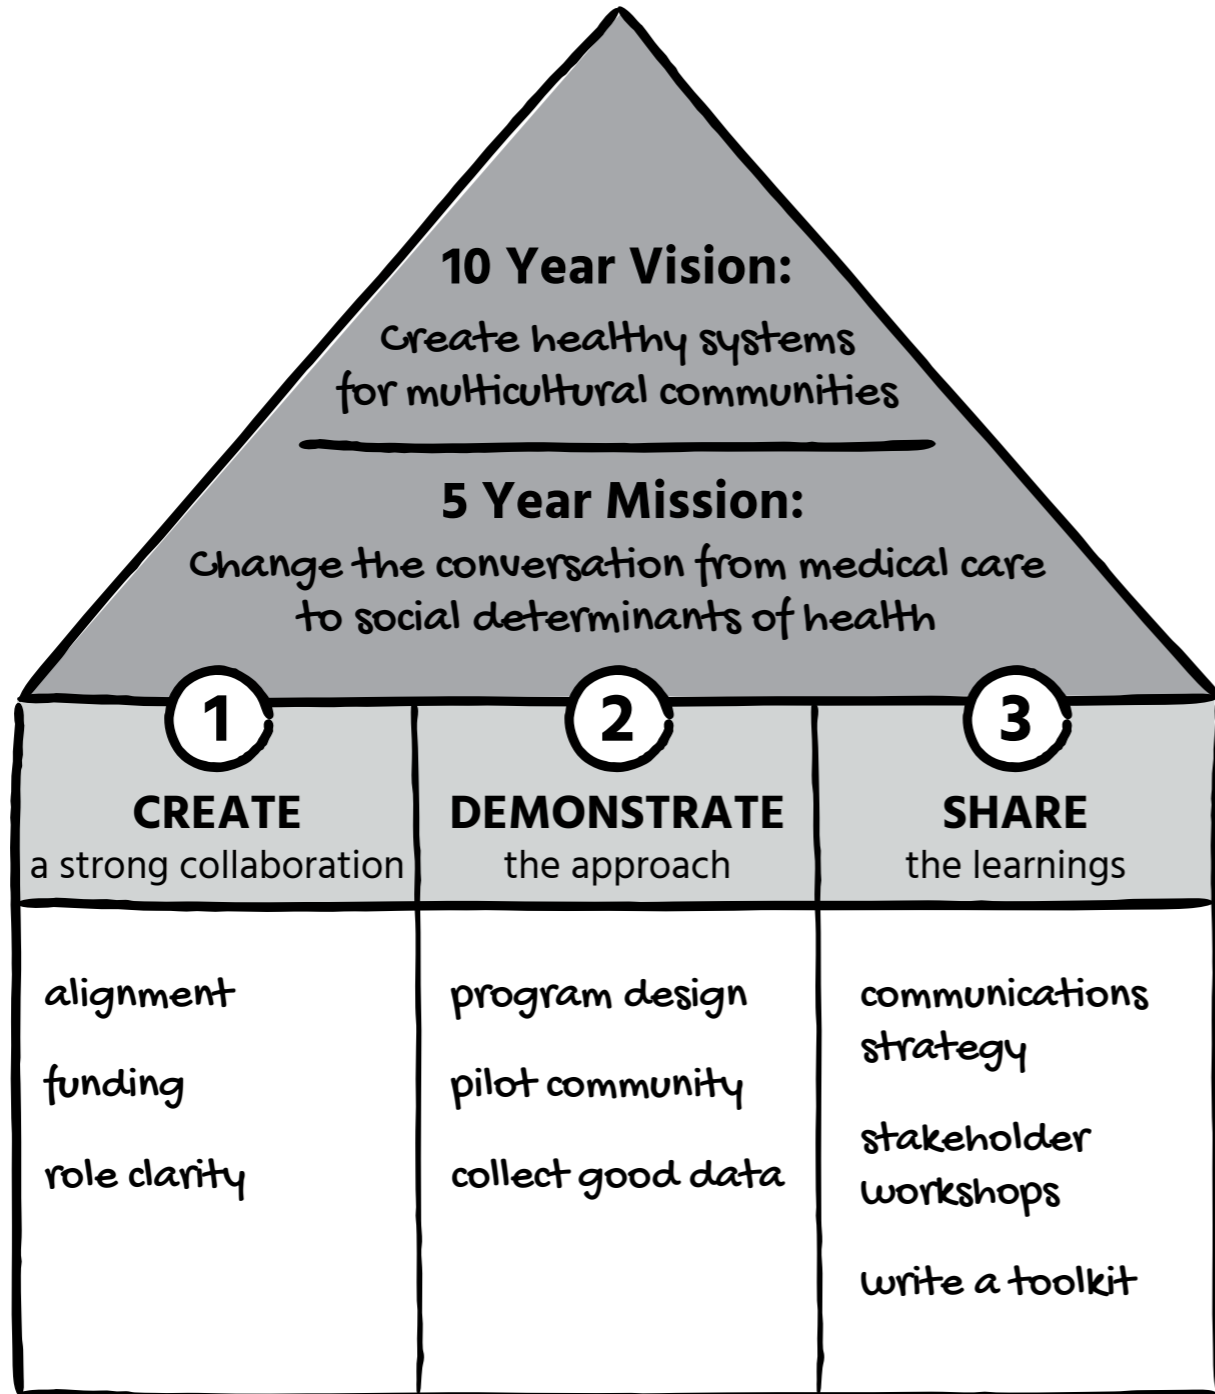 10 Year Vision:
Create healthy systems
for multicultural communities
5 Year Mission:
Change the conversation from medical care
to social determinants of health
1
CREATE
a strong collaboration
alignment
funding
role clarity
2
DEMONSTRATE
the approach
program design
pilot community
collect good data
3
SHARE
the learnings
communications
strategy
stakeholder
workshops
write a toolkit